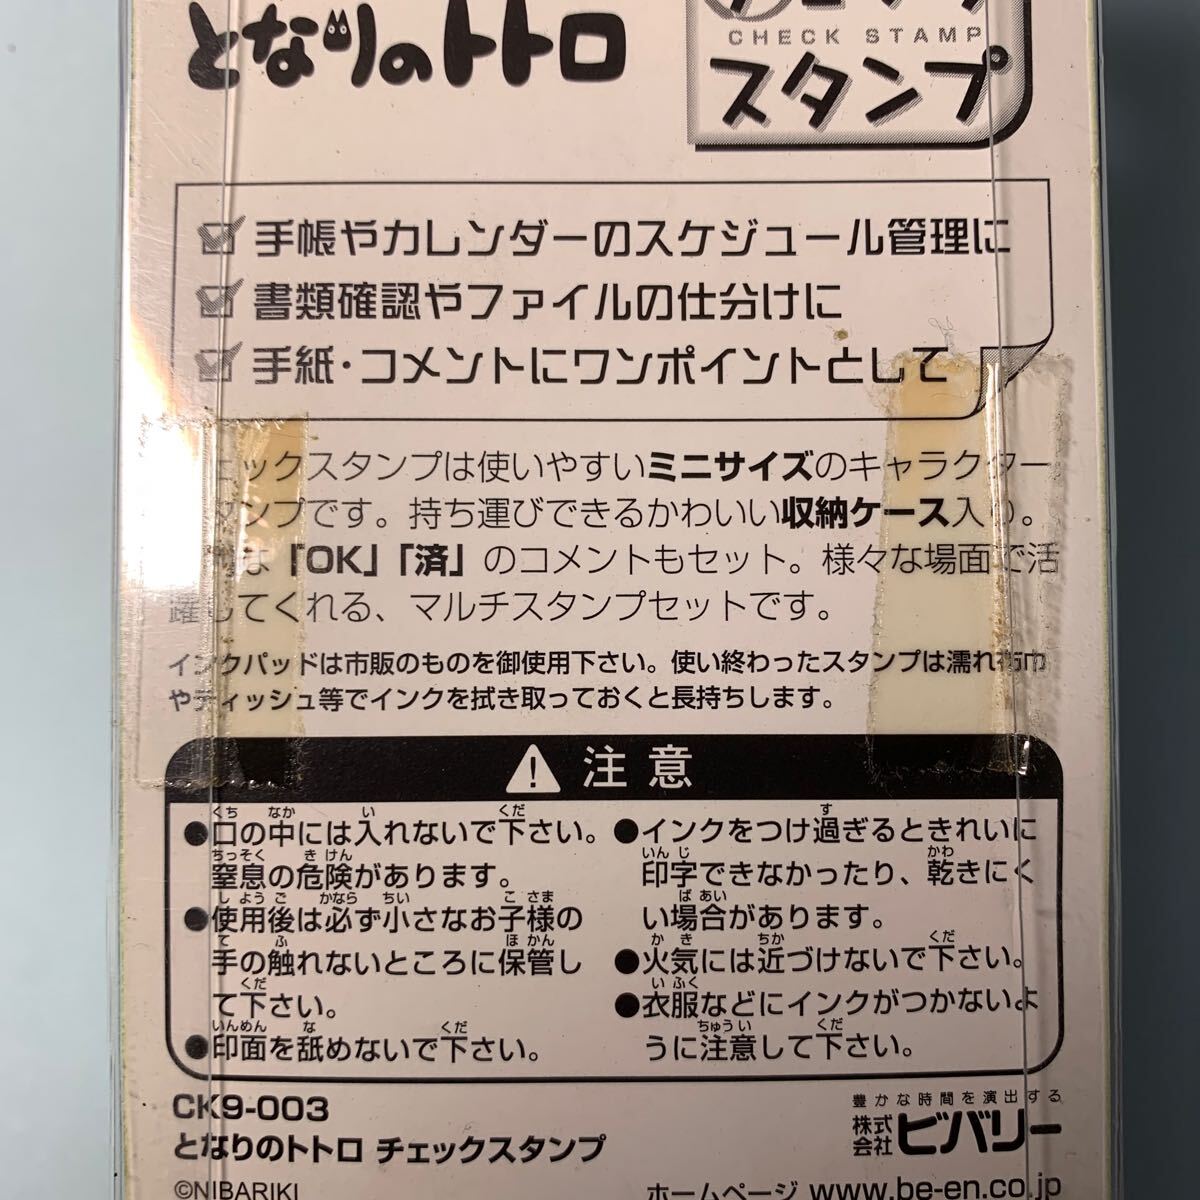 となりのトトロ
CHECK STAMP
スタンプ
手帳やカレンダーのスケジュール管理に
書類確認やファイルの仕分けに
手紙・コメントにワンポイントとして
ェックスタンプは使いやすいミニサイズのキャラクター
タンプです。持ち運びできるかわいい収納ケース入り。
な「OK」「済」のコメントもセット。様々な場面で活
躍してくれる、マルチスタンプセットです。
インクパッドは市販のものを御使用下さい。使い終わったスタンプは濡れ布巾
やティッシュ等でインクを拭き取っておくと長持ちします。
注意
●口の中には入れないで下さい。
窒息の危険があります。
●使用後は必ず小さなお子様の
手の触れないところに保管し
て下さい。
●印面を舐めないで下さい。
●インクをつけ過ぎるときれいに
印字できなかったり、乾きにく
い場合があります。
●火気には近づけないで下さい。
●衣服などにインクがつかないよ
うに注意して下さい。
CK9-003
となりのトトロ チェックスタンプ
©NIBARIKI
豊かな時間を演出する
株式会社ビバリー
ホームページ www.be-en.co.jp